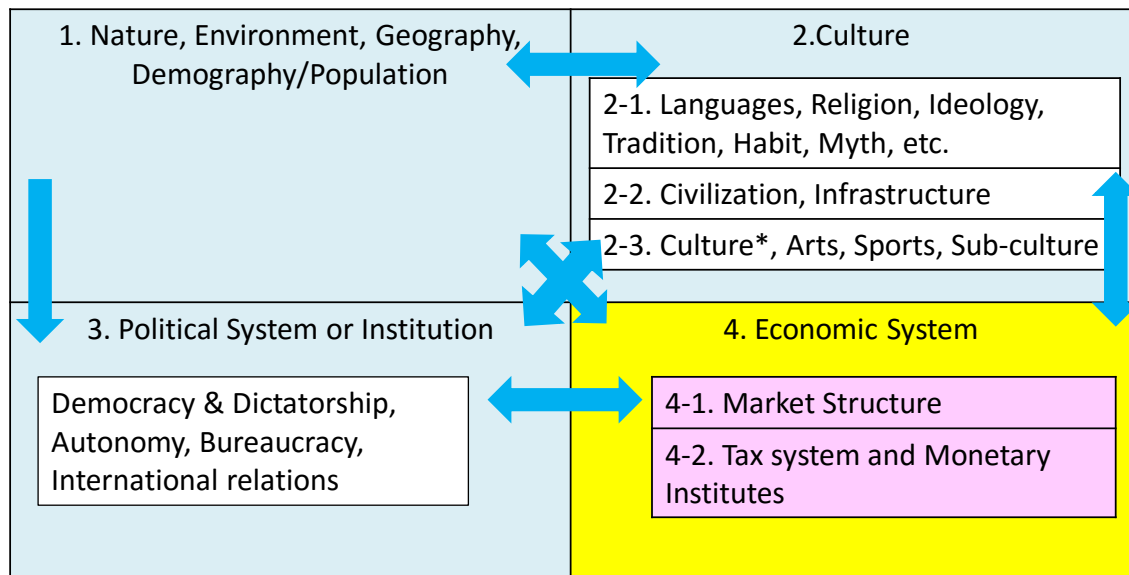 1. Nature, Environment, Geography,
Demography/Population
2.Culture
2-1. Languages, Religion, Ideology,
Tradition, Habit, Myth, etc.
2-2. Civilization, Infrastructure
2-3. Culture*, Arts, Sports, Sub-culture
3. Political System or Institution
Democracy & Dictatorship,
Autonomy, Bureaucracy,
International relations
4. Economic System
4-1. Market Structure
4-2. Tax system and Monetary
Institutes